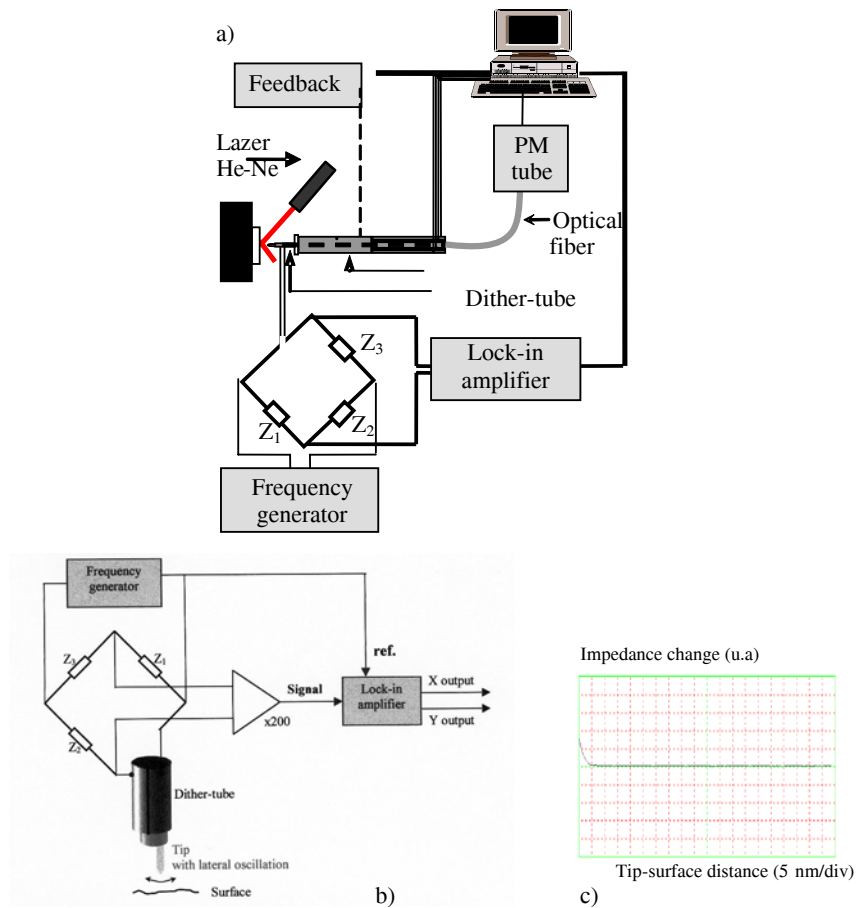 a)
Feedback
Lazer
He-Ne
PM
tube
Optical
fiber
Dither-tube
Z3
Z1
Z2
Lock-in
amplifier
Frequency
generator
Frequency
generator
Z3
Z1
Z2
ref.
Signal
x200
Lock-in
amplifier
X output
Y output
Dither-tube
Tip
with lateral oscillation
Surface
b)
Impedance change (u.a)
Tip-surface distance (5 nm/div)
c)